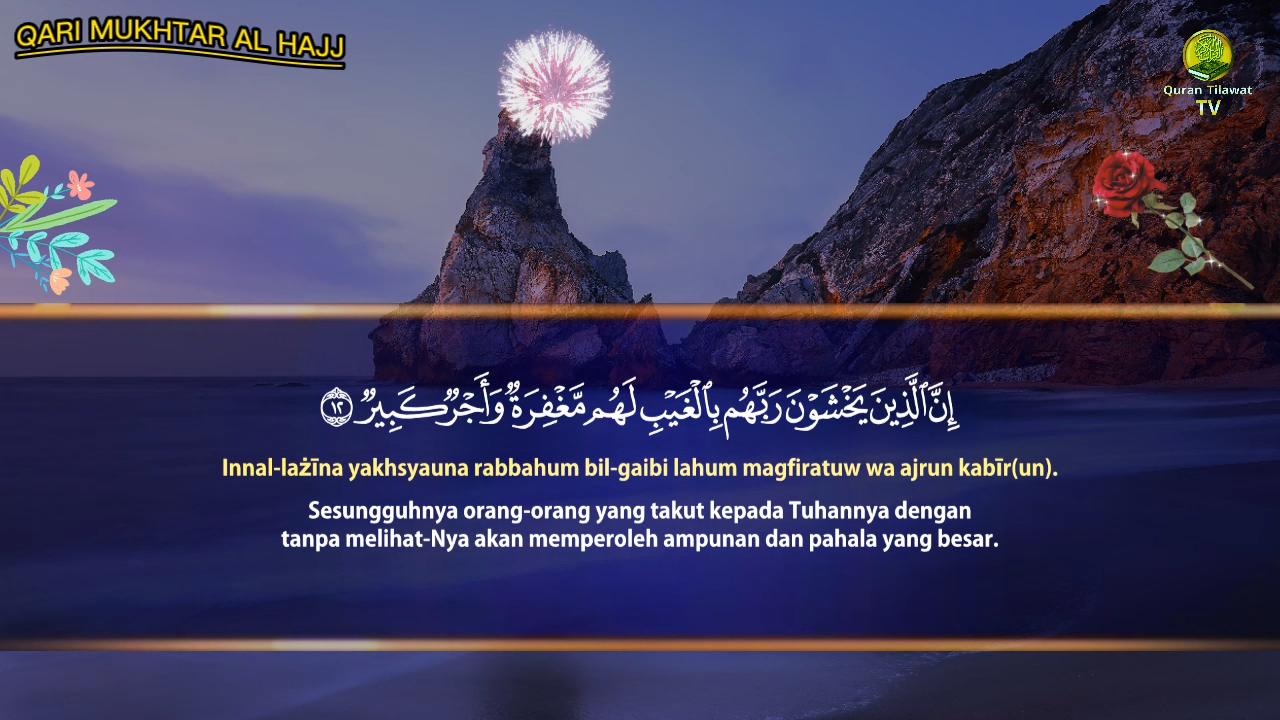 QARI MUKHTAR AL HAJJ
Quran Tilawat
TV
إِنَّ ٱلَّذِينَ يَخْشَوْنَ رَبَّهُم بِٱلْغَيْبِ لَهُم مَّغْفِرَةٌ وَأَجْرٌ كَبِيرٌ ١٢
Innal-lażīna yakhsyauna rabbahum bil-gaibi lahum magfiratuw wa ajrun kabīr(un).
Sesungguhnya orang-orang yang takut kepada Tuhannya dengan
tanpa melihat-Nya akan memperoleh ampunan dan pahala yang besar.